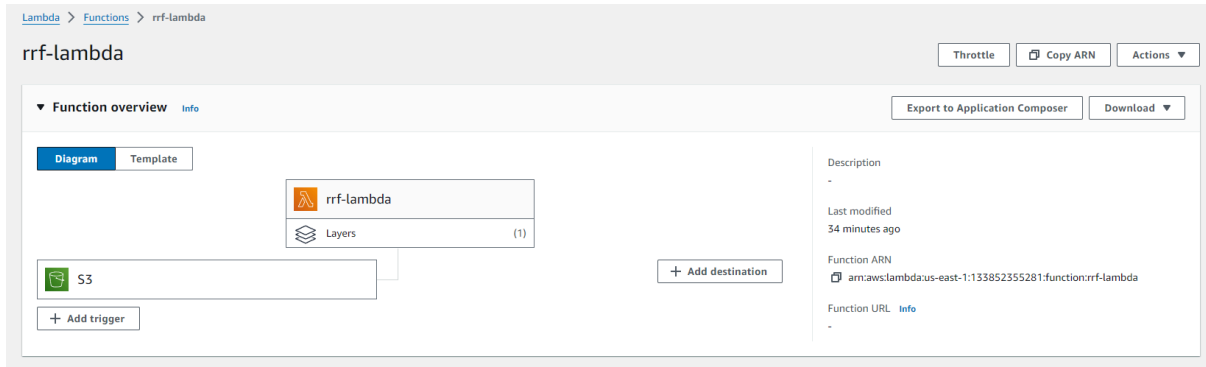 Lambda > Functions > rrf-lambda
rrf-lambda
Throttle Copy ARN Actions
Function overview Info
Export to Application Composer Download
Diagram Template
rrf-lambda
Layers (1)
S3
+ Add destination
+ Add trigger
Description
-
Last modified
34 minutes ago
Function ARN
arn:aws:lambda:us-east-1:133852355281:function:rrf-lambda
Function URL Info
-